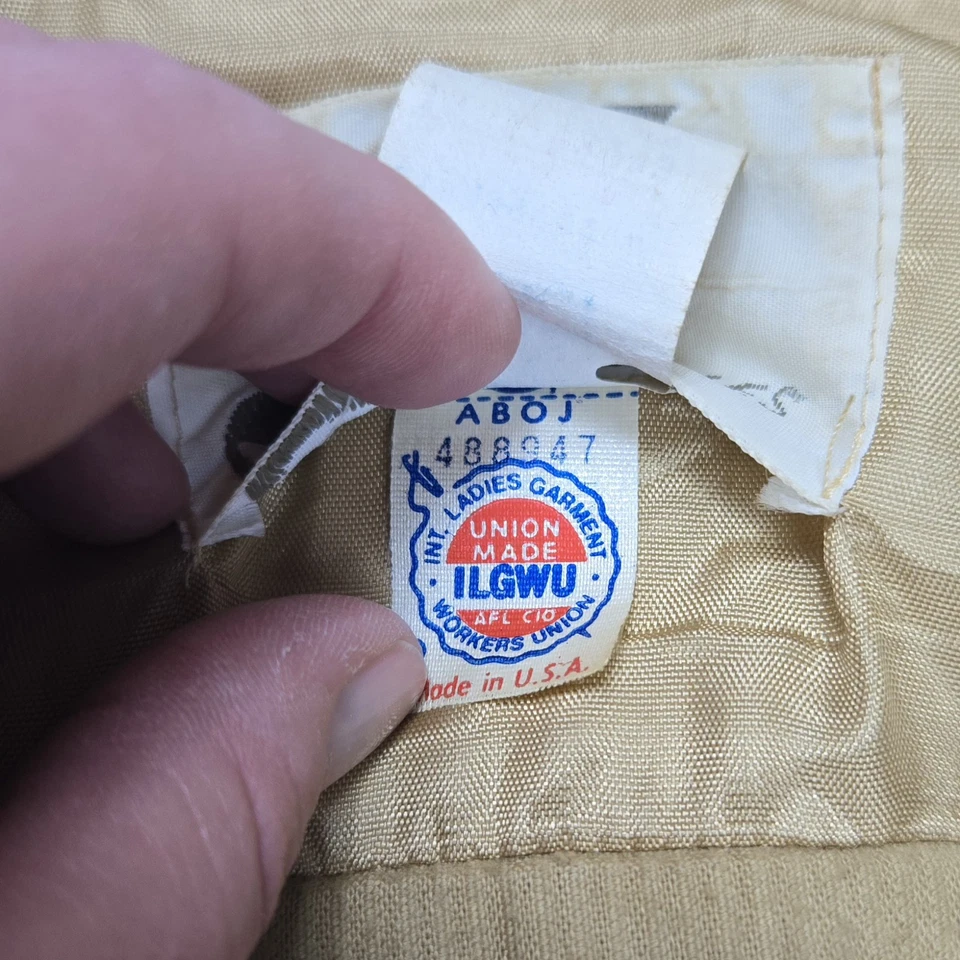 ABOJ
488947
INT. LADIES GARMENT
UNION
MADE
ILGWU
AFL CIO
WORKERS UNION
Made in U.S.A.